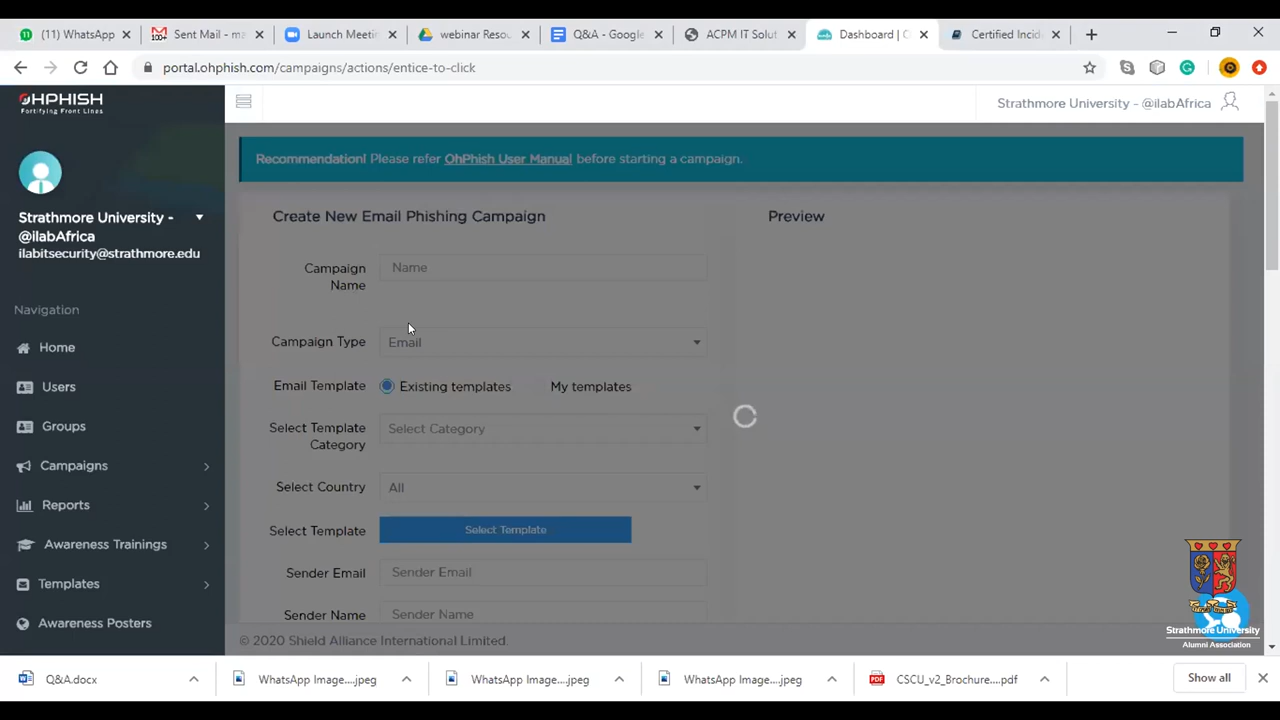 (11) WhatsApp
Sent Mail - ma
Launch Meeti
webinar Resou
Q&A - Google
ACPM IT Solut
Dashboard | O
Certified Incid
portal.ohphish.com/campaigns/actions/entice-to-click
OHPHISH
Fortifying Front Lines
Strathmore University - @ilabAfrica
Recommendation! Please refer OhPhish User Manual before starting a campaign.
Strathmore University -
@ilabAfrica
ilabitsecurity@strathmore.edu
Navigation
Home
Users
Groups
Campaigns
Reports
Awareness Trainings
Templates
Awareness Posters
Create New Email Phishing Campaign
Preview
Campaign
Name
Name
Campaign Type
Email
Email Template
Existing templates
My templates
Select Template
Category
Select Category
Select Country
All
Select Template
Select Template
Sender Email
Sender Email
Sender Name
Sender Name
© 2020 Shield Alliance International Limited.
Strathmore University
Alumni Association
Q&A.docx
WhatsApp Image....jpeg
WhatsApp Image....jpeg
WhatsApp Image....jpeg
CSCU_v2_Brochure....pdf
Show all